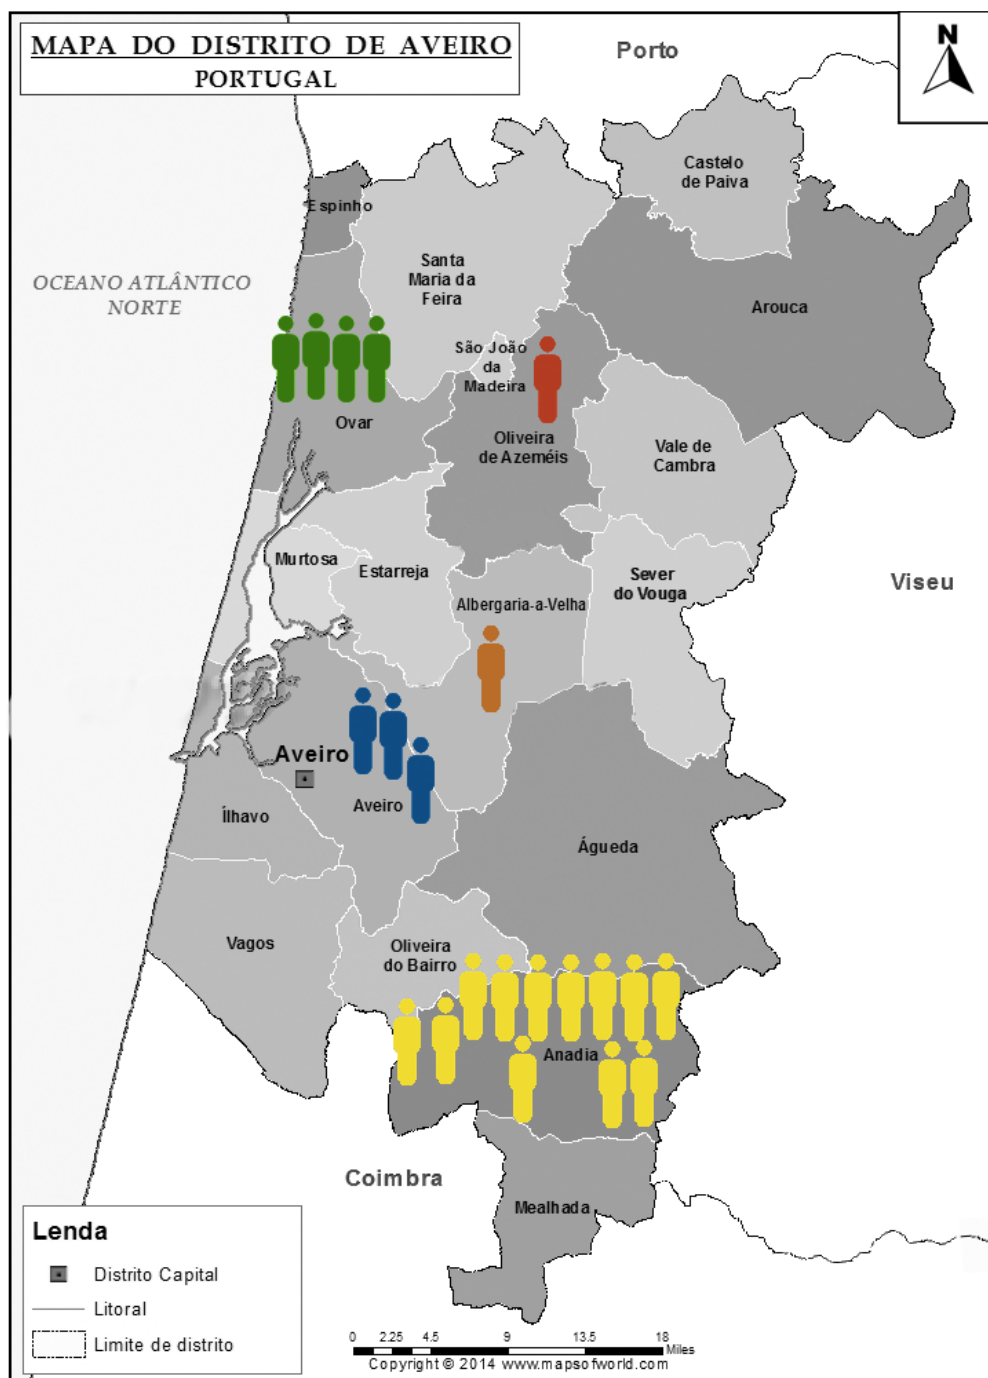 MAPA DO DISTRITO DE AVEIRO
PORTUGAL
N
Porto
Castelo
de Paiva
Espinho
Santa
Maria da
Feira
OCEANO ATLÂNTICO
NORTE
Arouca
São João
da
Madeira
Ovar
Oliveira
de Azeméis
Vale de
Cambra
Murtosa
Estarreja
Sever
do Vouga
Viseu
Albergaria-a-Velha
Aveiro
Aveiro
Ílhavo
Águeda
Vagos
Oliveira
do Bairro
Anadia
Coimbra
Mealhada
Lenda
Distrito Capital
Litoral
Limite de distrito
0 2.25 4.5 9 13.5 18
Miles
Copyright © 2014 www.mapsofworld.com